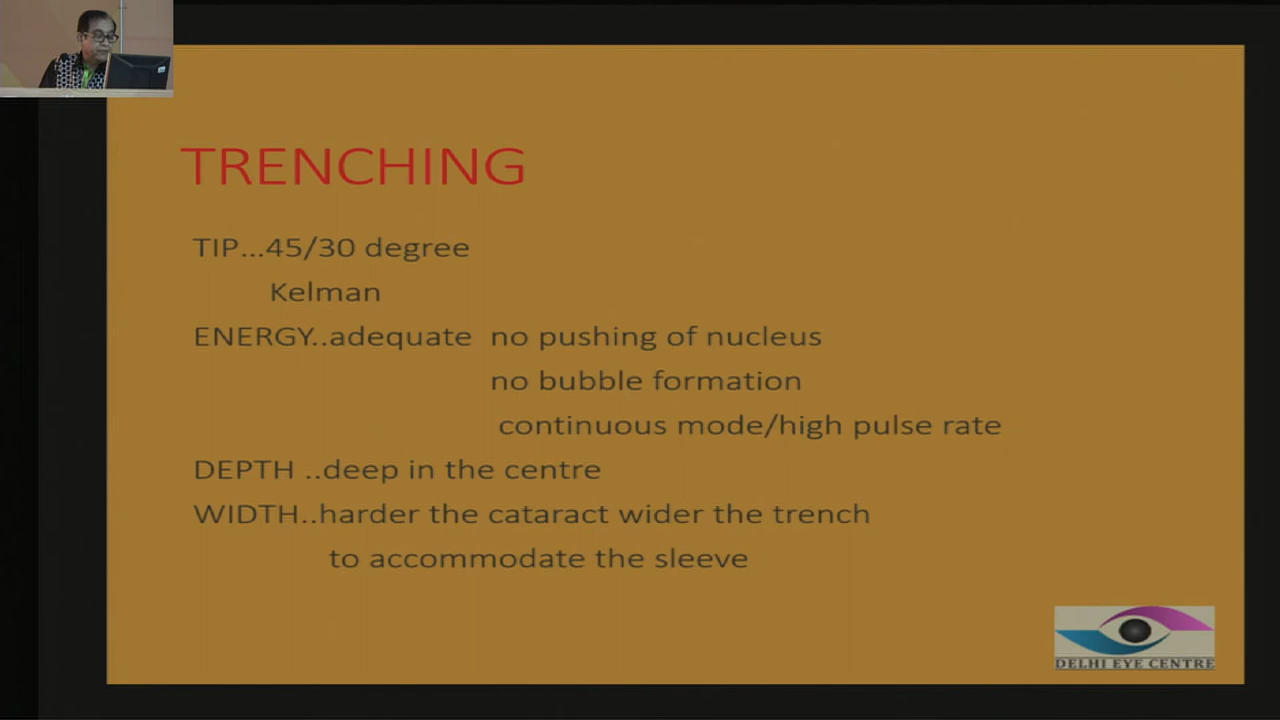 TRENCHING
TIP...45/30 degree
Kelman
ENERGY..adequate no pushing of nucleus
no bubble formation
continuous mode/high pulse rate
DEPTH ..deep in the centre
WIDTH..harder the cataract wider the trench
to accommodate the sleeve
DELHI EYE CENTRE